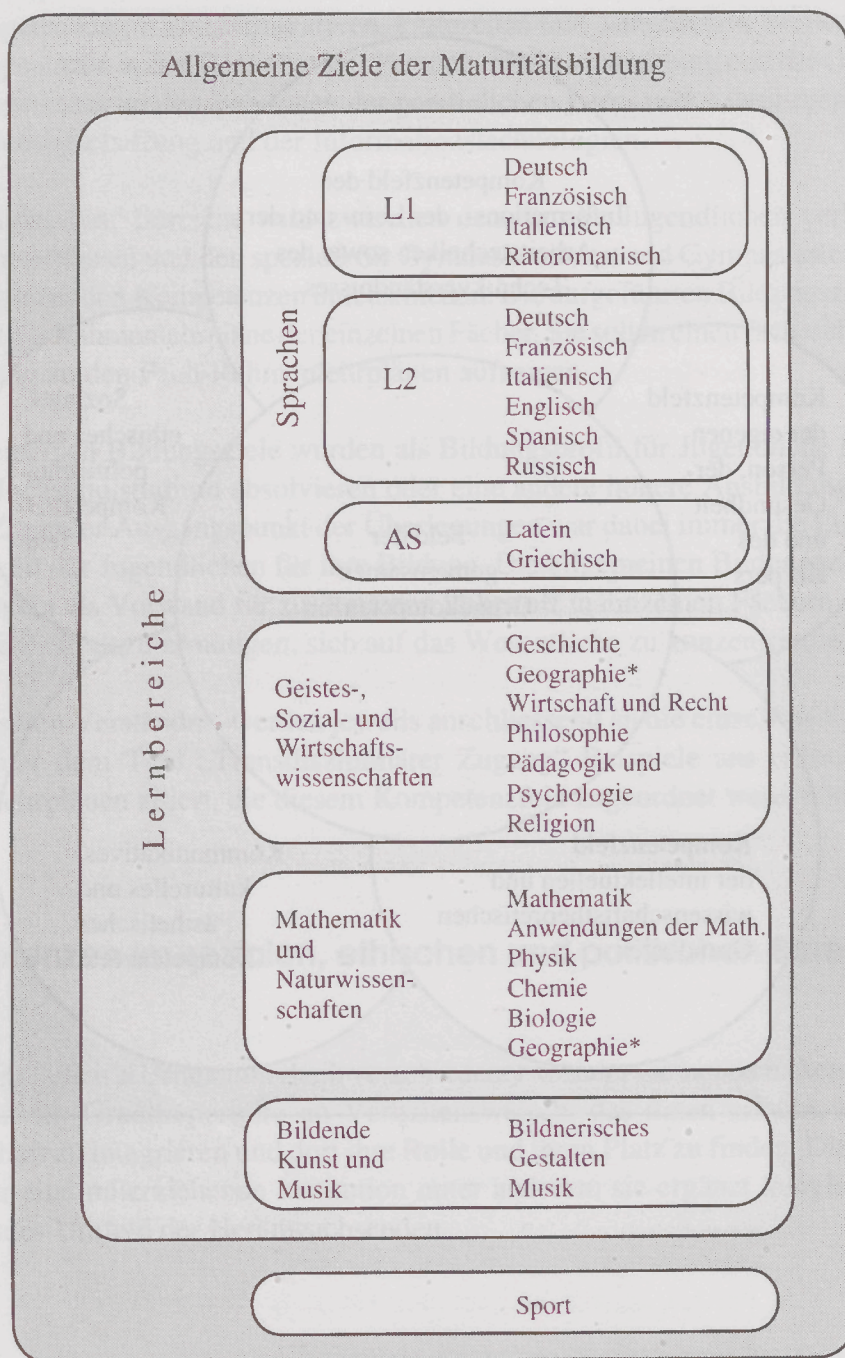 Allgemeine Ziele der Maturitätsbildung
Lernbereiche
Sprachen
L1
Deutsch
Französisch
Italienisch
Rätoromanisch
L2
Deutsch
Französisch
Italienisch
Englisch
Spanisch
Russisch
AS
Latein
Griechisch
Geistes-,
Sozial- und
Wirtschafts-
wissenschaften
Geschichte
Geographie*
Wirtschaft und Recht
Philosophie
Pädagogik und
Psychologie
Religion
Mathematik
und
Naturwissen-
schaften
Mathematik
Anwendungen der Math.
Physik
Chemie
Biologie
Geographie*
Bildende
Kunst und
Musik
Bildnerisches
Gestalten
Musik
Sport